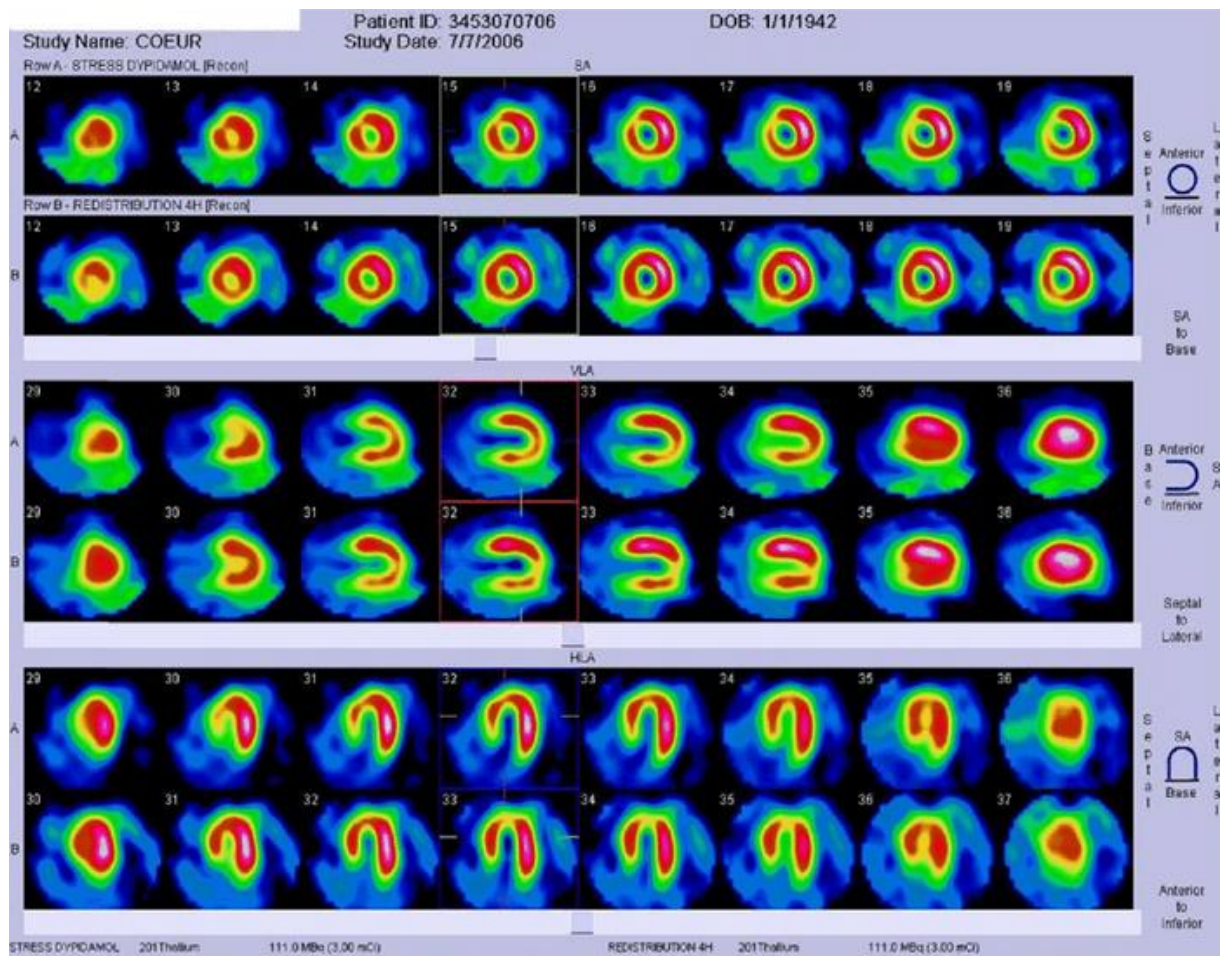 Patient ID: 3453070706 DOB: 1/1/1942
Study Name: COEUR Study Date: 7/7/2006
Row A - STRESS DYPIDAMOL [Recon] SA
12 13 14 15 16 17 18 19
A
Septal Anterior Inferior Lateral
Row B - REDISTRIBUTION 4H [Recon]
12 13 14 15 16 17 18 19
B
SA to Base
VLA
29 30 31 32 33 34 35 36
A
Base Anterior Inferior SA
29 30 31 32 33 34 35 36
B
Septal to Lateral
HLA
29 30 31 32 33 34 35 36
A
Septal SA Base Lateral
30 31 32 33 34 35 36 37
B
Anterior to Inferior
STRESS DYPIDAMOL 201Thallium 111.0 MBq (3.00 mCi) REDISTRIBUTION 4H 201Thallium 111.0 MBq (3.00 mCi)